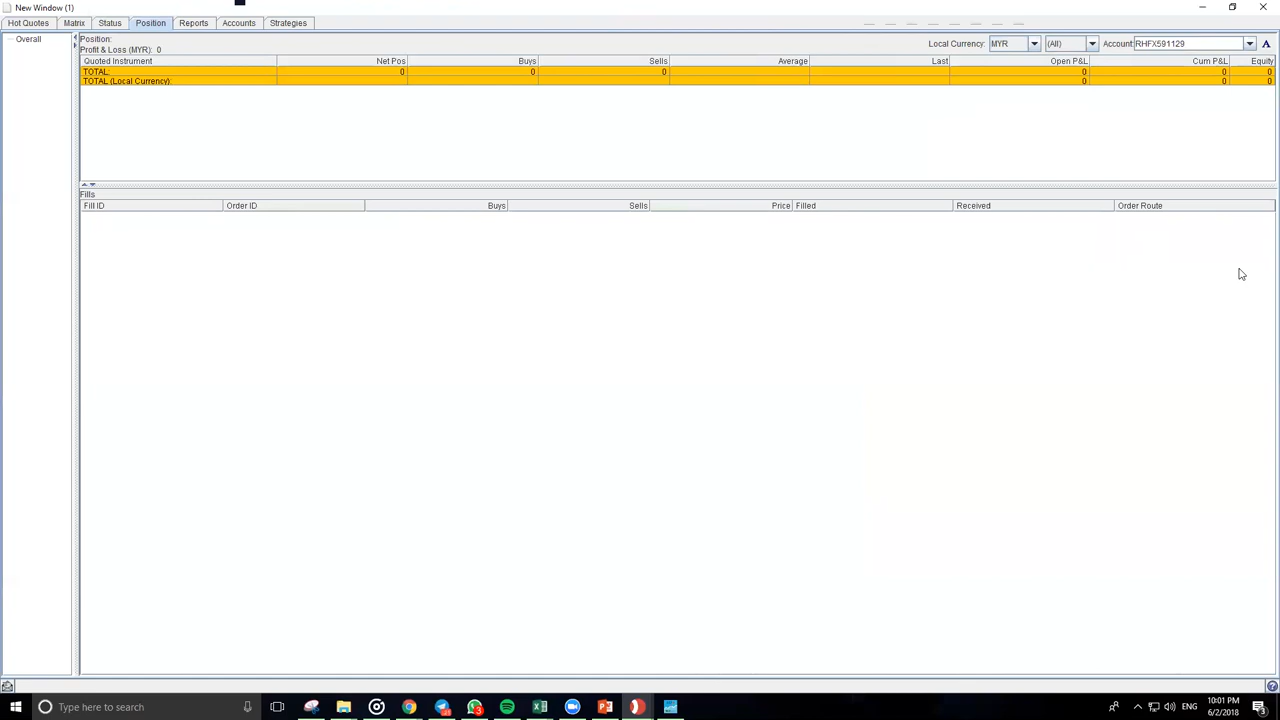 New Window (1)
Hot Quotes Matrix Status Position Reports Accounts Strategies
Overall
Position:
Profit & Loss (MYR): 0
Local Currency: MYR (All) Account: RHFX591129 A
Quoted Instrument Net Pos Buys Sells Average Last Open P&L Cum P&L Equity
TOTAL: 0 0 0 0 0 0
TOTAL (Local Currency): 0 0 0
Fills
Fill ID Order ID Buys Sells Price Filled Received Order Route
Type here to search
ENG
10:01 PM
6/2/2018
3
3